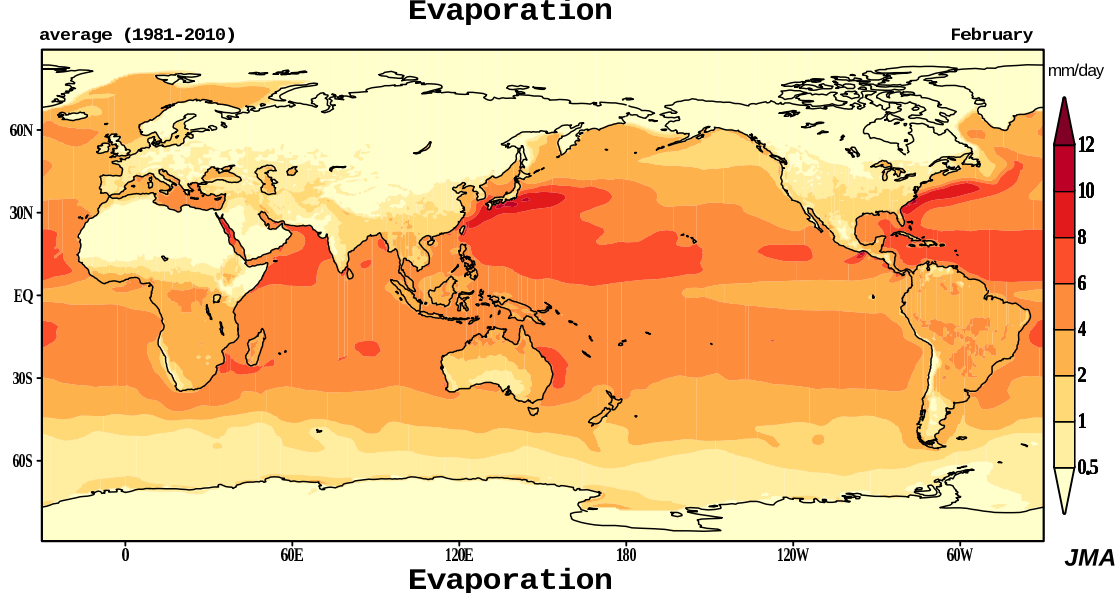 Evaporation
average (1981-2010) February
mm/day
60N
30N
EQ
30S
60S
12
10
8
6
4
2
1
0.5
0 60E 120E 180 120W 60W
JMA
Evaporation